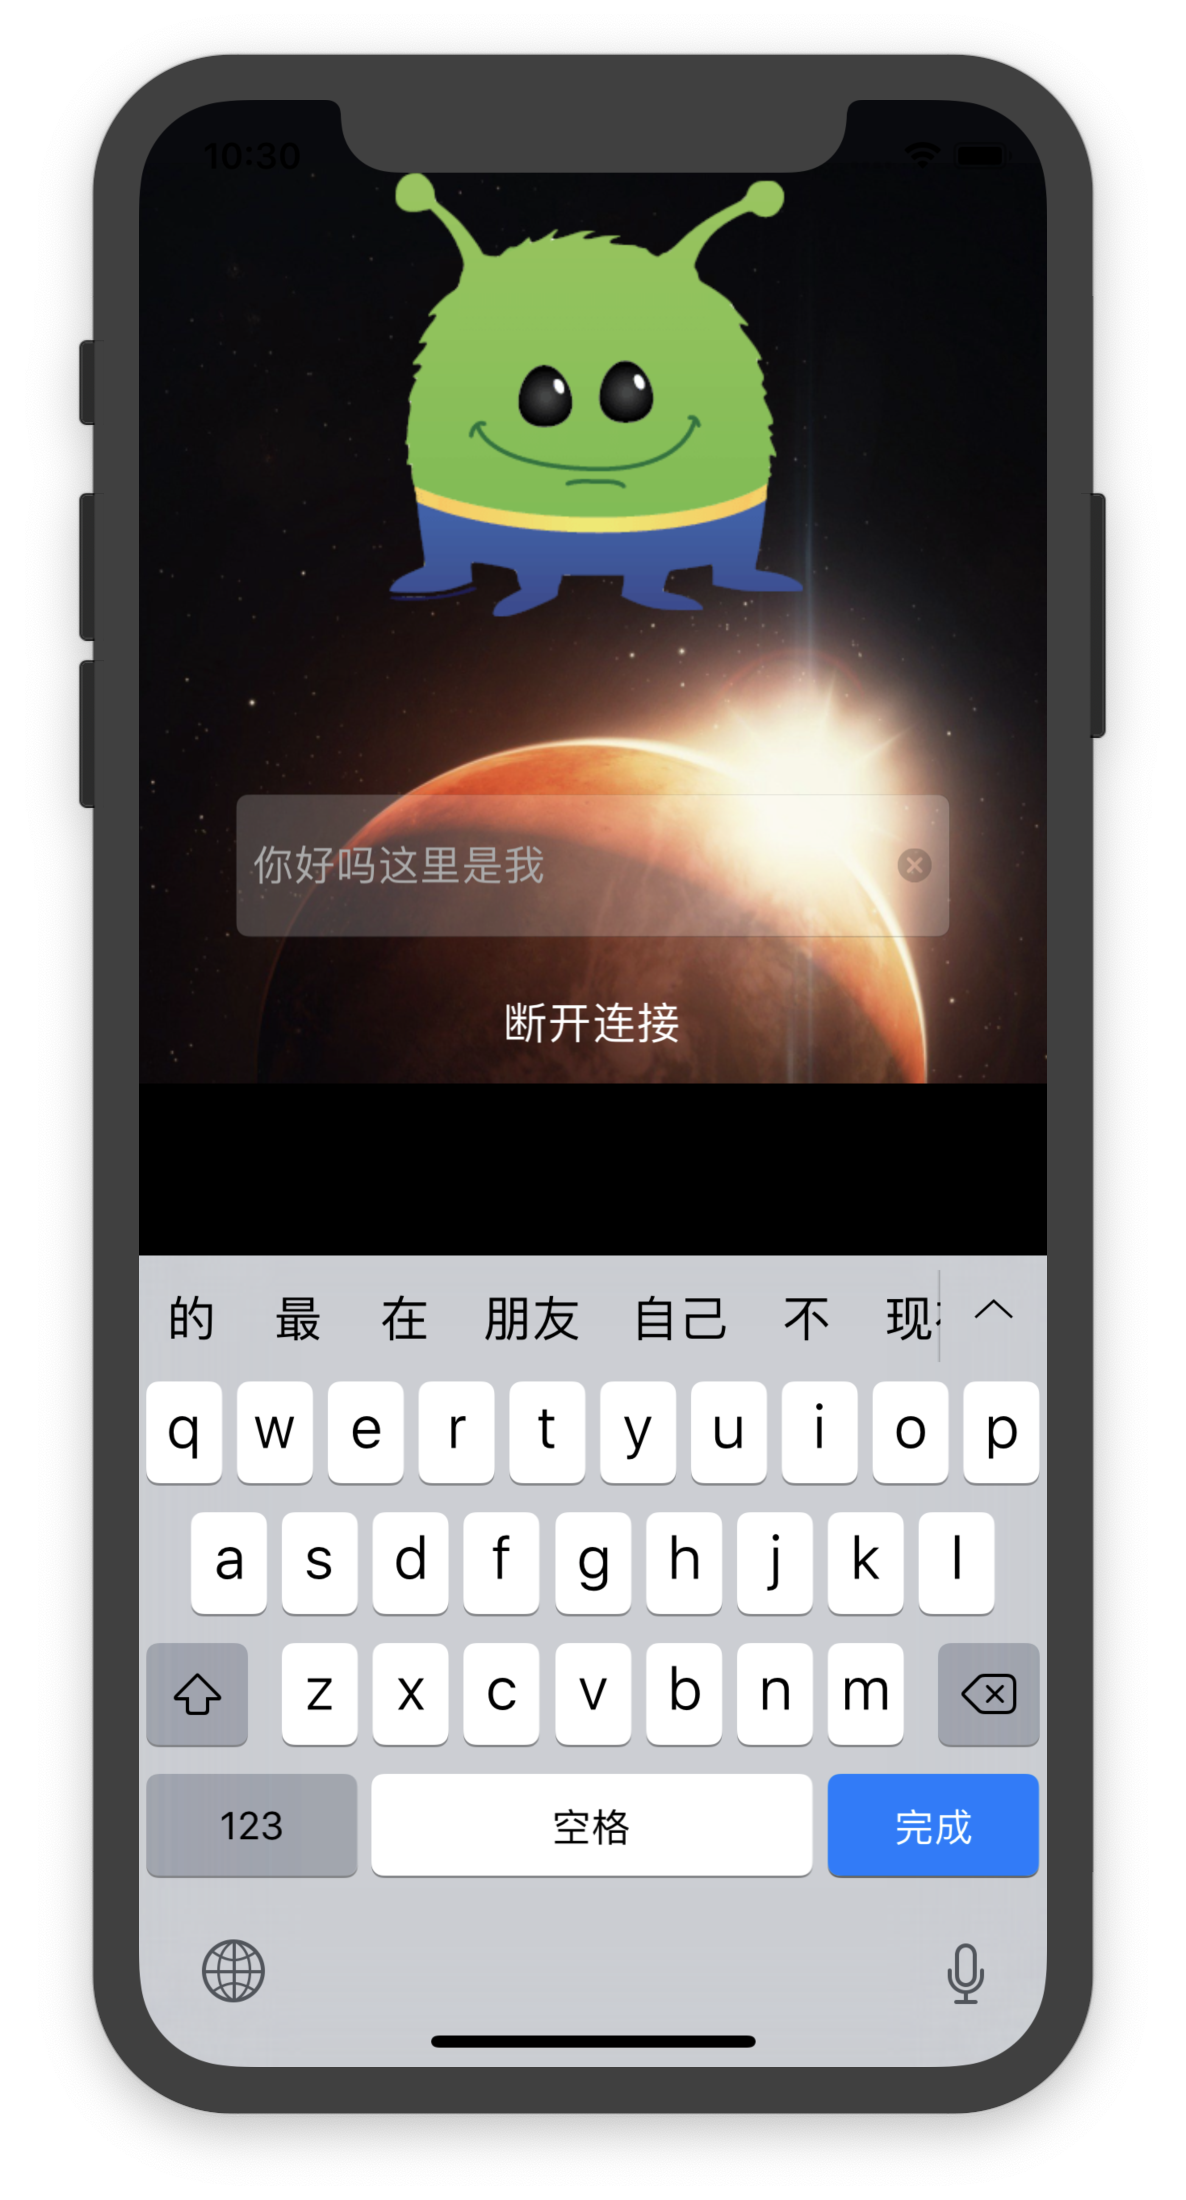 10:30
你好吗这里是我
断开连接
的 最 在 朋友 自己 不 现
q w e r t y u i o p
a s d f g h j k l
z x c v b n m
123 空格 完成